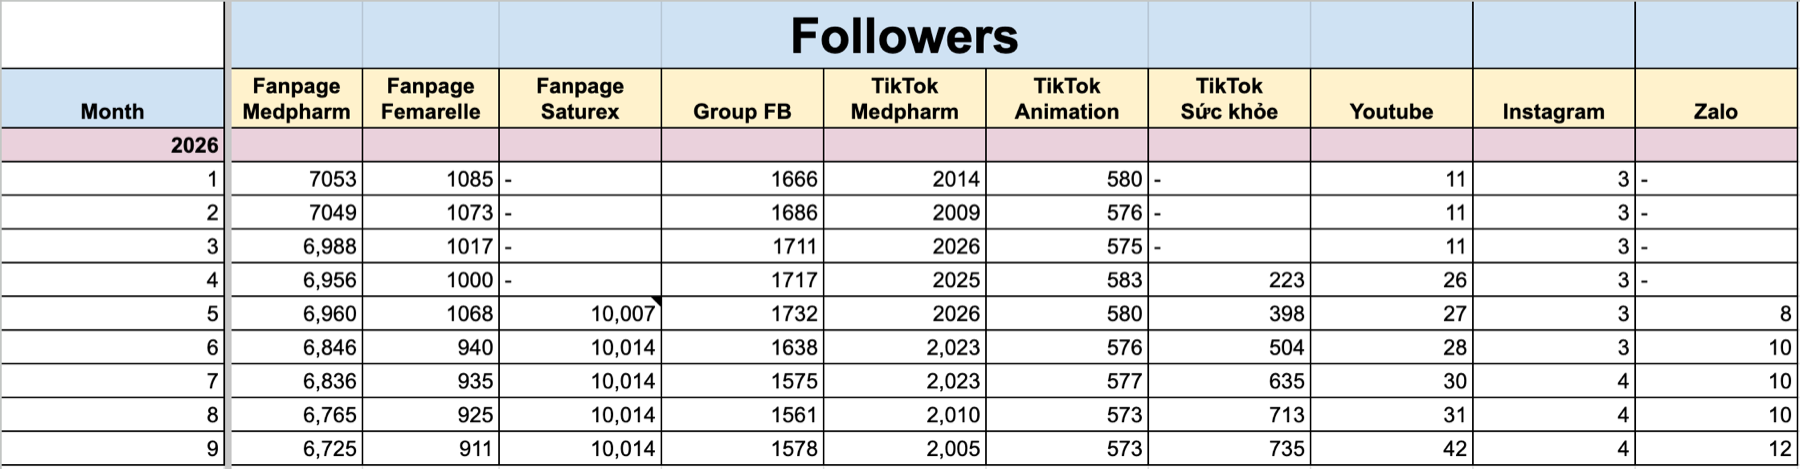 Followers
Month Fanpage Medpharm Fanpage Femarelle Fanpage Saturex Group FB TikTok Medpharm TikTok Animation TikTok Sức khỏe Youtube Instagram Zalo
2026
1 7053 1085 - 1666 2014 580 - 11 3 -
2 7049 1073 - 1686 2009 576 - 11 3 -
3 6,988 1017 - 1711 2026 575 - 11 3 -
4 6,956 1000 - 1717 2025 583 223 26 3 -
5 6,960 1068 10,007 1732 2026 580 398 27 3 8
6 6,846 940 10,014 1638 2,023 576 504 28 3 10
7 6,836 935 10,014 1575 2,023 577 635 30 4 10
8 6,765 925 10,014 1561 2,010 573 713 31 4 10
9 6,725 911 10,014 1578 2,005 573 735 42 4 12